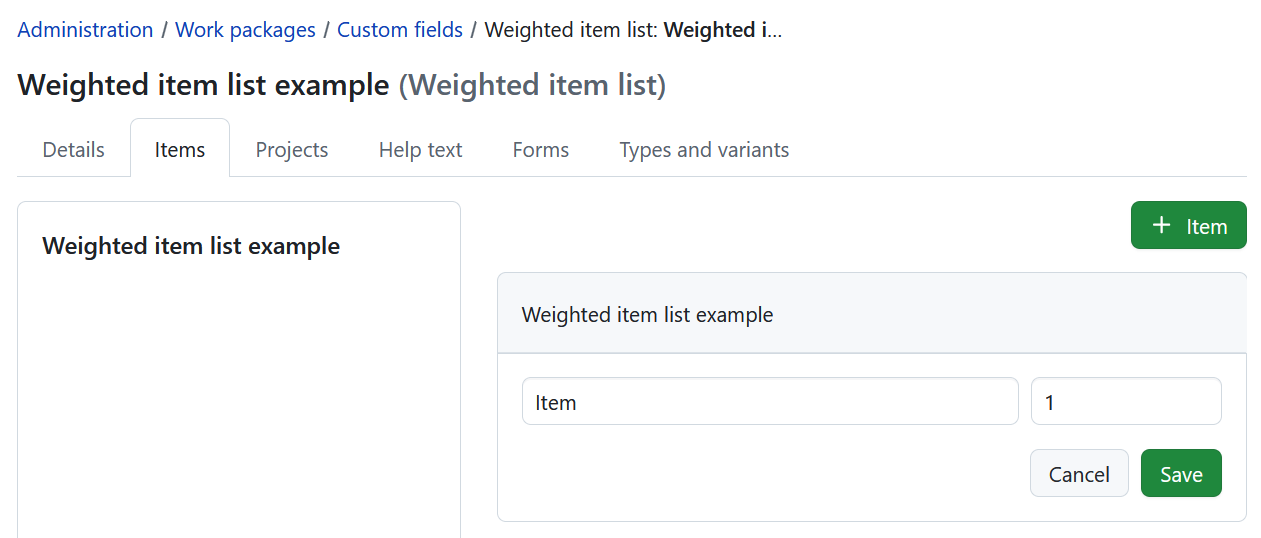 Administration / Work packages / Custom fields / Weighted item list: Weighted i...
Weighted item list example (Weighted item list)
Details Items Projects Help text Forms Types and variants
Weighted item list example
+ Item
Weighted item list example
Item 1
Cancel Save